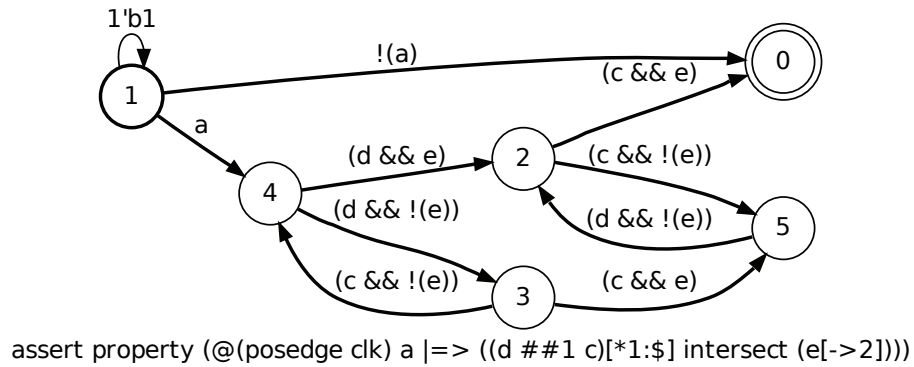 1'b1
!(a)
0
(c && e)
1
a
2
(d && e)
(c && !(e))
4
(d && !(e))
(d && !(e))
5
(c && !(e))
3
(c && e)
assert property (@(posedge clk) a |=> ((d ##1 c)[*1:$] intersect (e[->2])))